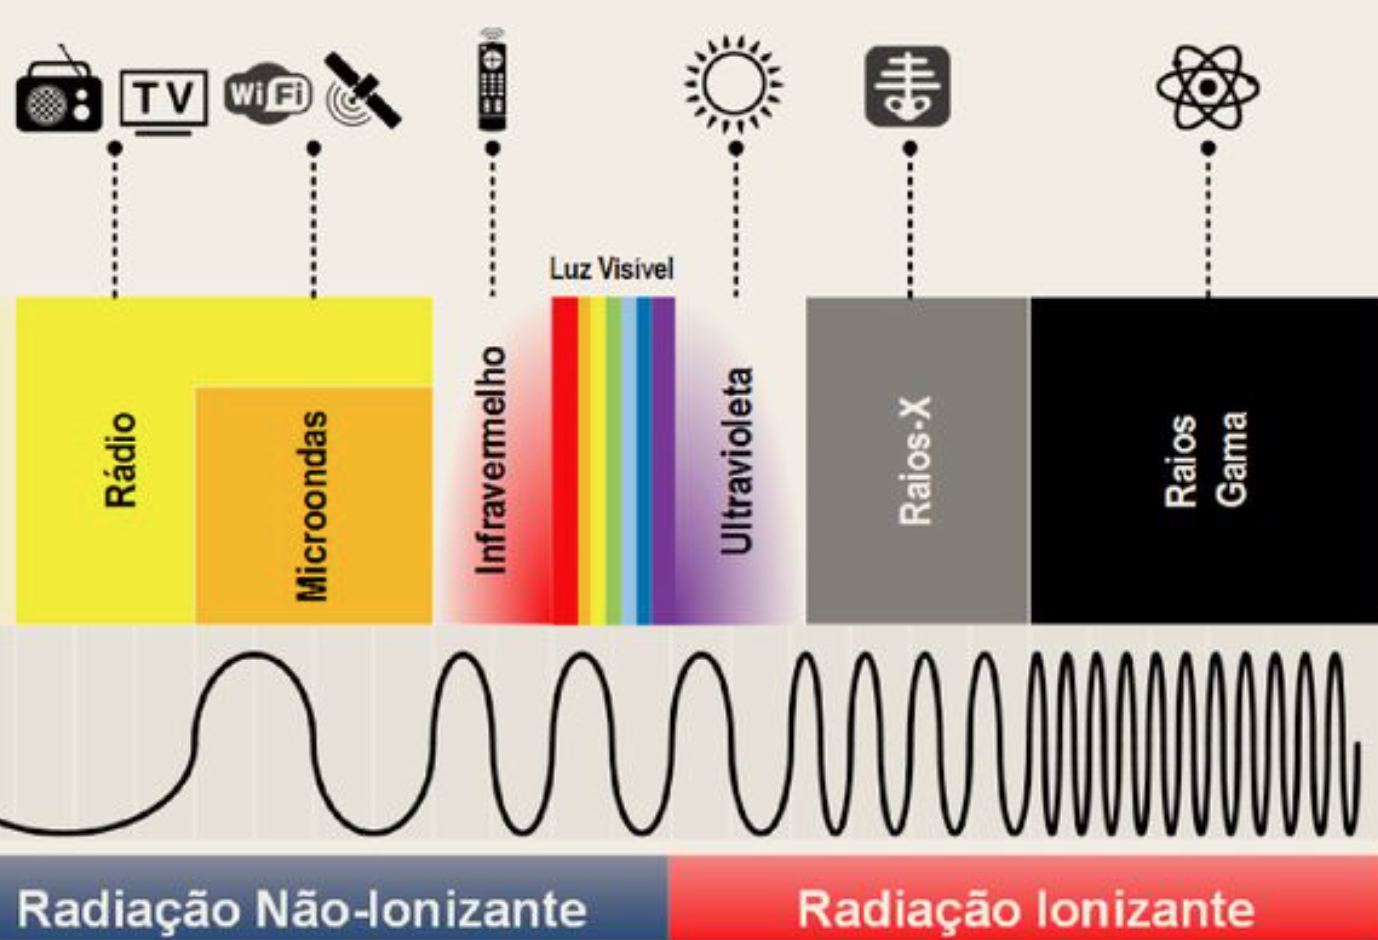 TV
WiFi
Luz Visível
Rádio
Microondas
Infravermelho
Ultravioleta
Raios-X
Raios
Gama
Radiação Não-Ionizante
Radiação Ionizante